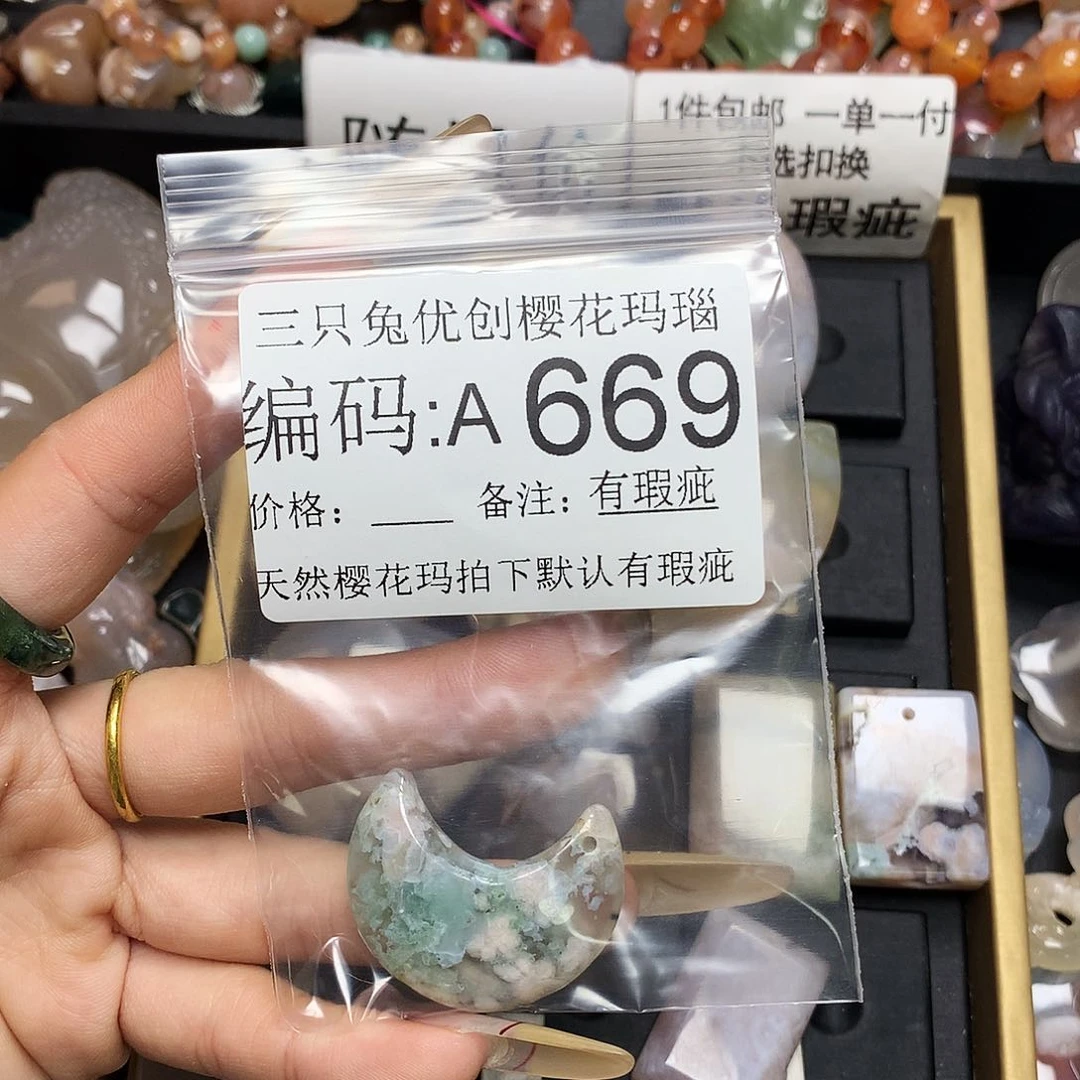 1件包邮 一单一付
选扣换
瑕疵
三只兔优创樱花玛瑙
编码:A 669
价格: ____ 备注: 有瑕疵
天然樱花玛拍下默认有瑕疵